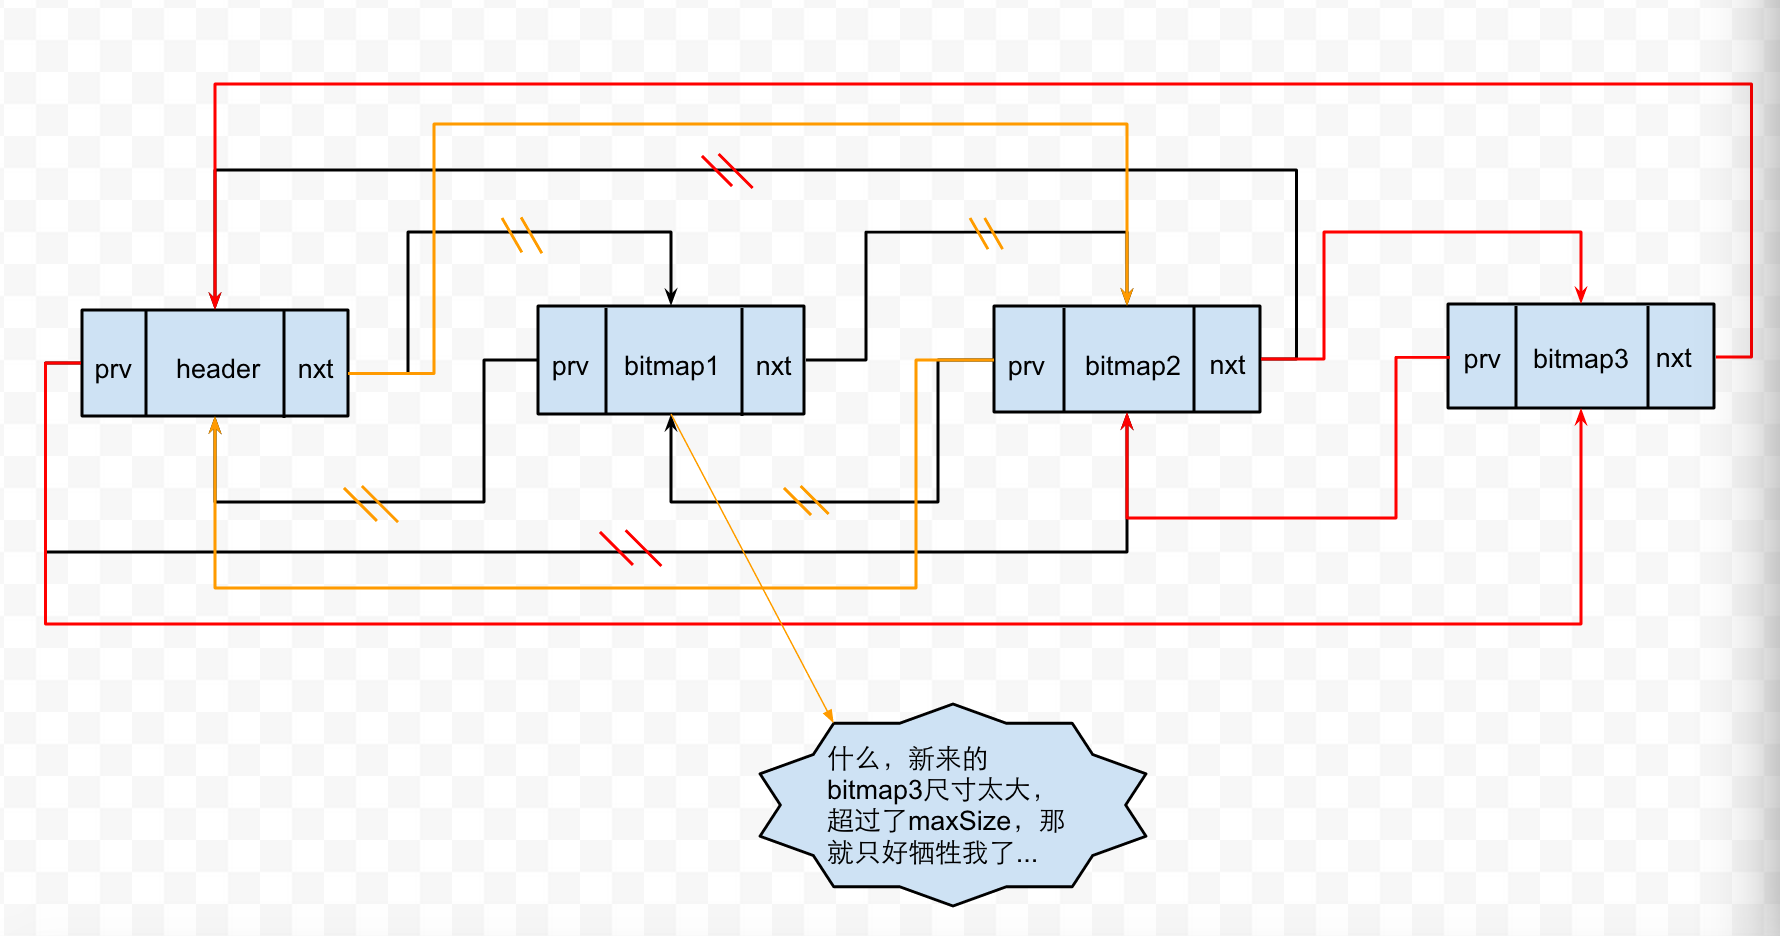 prv header nxt
prv bitmap1 nxt
prv bitmap2 nxt
prv bitmap3 nxt
什么，新来的
bitmap3尺寸太大，
超过了maxSize，那
就只好牺牲我了...